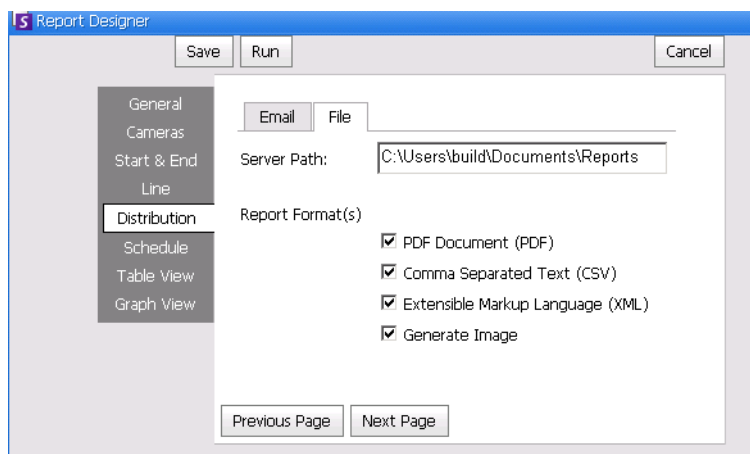 S Report Designer
Save Run Cancel
General
Cameras
Start & End
Line
Distribution
Schedule
Table View
Graph View
Email File
Server Path: C:\Users\build\Documents\Reports
Report Format(s)
PDF Document (PDF)
Comma Separated Text (CSV)
Extensible Markup Language (XML)
Generate Image
Previous Page Next Page